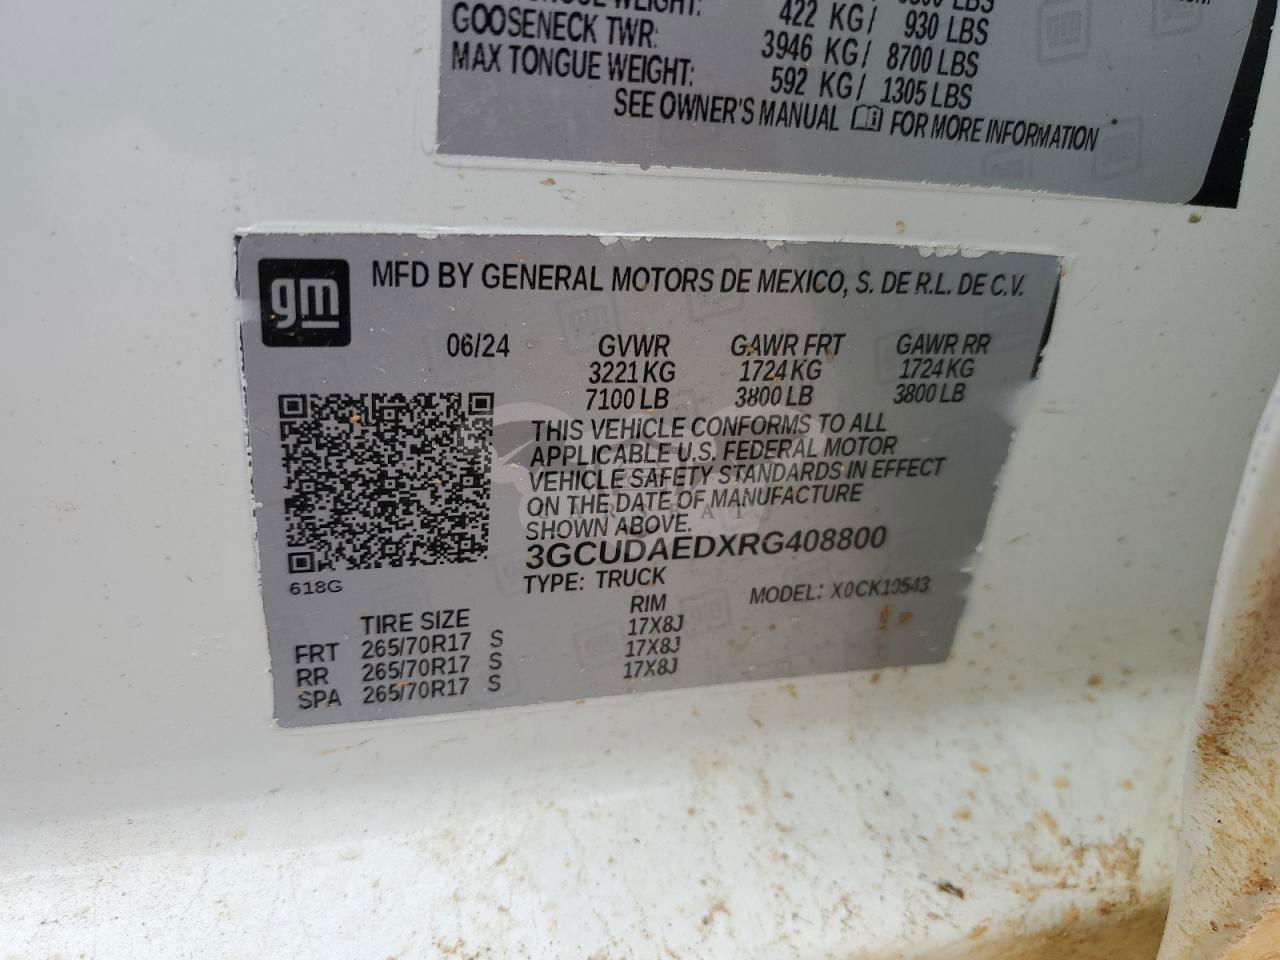 422 KG/ 930 LBS
GOOSENECK TWR: 3946 KG/ 8700 LBS
MAX TONGUE WEIGHT: 592 KG/ 1305 LBS
SEE OWNER'S MANUAL FOR MORE INFORMATION
gm
MFD BY GENERAL MOTORS DE MEXICO, S. DE R.L. DE C.V.
06/24 GVWR GAWR FRT GAWR RR
3221 KG 1724 KG 1724 KG
7100 LB 3800 LB 3800 LB
THIS VEHICLE CONFORMS TO ALL
APPLICABLE U.S. FEDERAL MOTOR
VEHICLE SAFETY STANDARDS IN EFFECT
ON THE DATE OF MANUFACTURE
SHOWN ABOVE.
3GCUDAEDXRG408800
618G
TYPE: TRUCK MODEL: X0CK10543
TIRE SIZE RIM
FRT 265/70R17 S 17X8J
RR 265/70R17 S 17X8J
SPA 265/70R17 S 17X8J